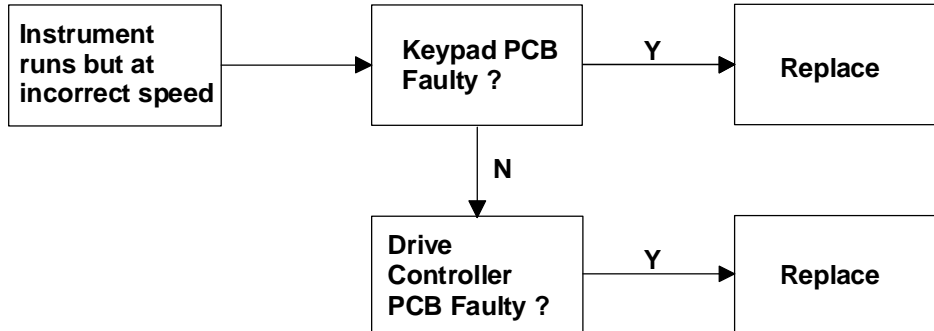 Instrument
runs but at
incorrect speed
Keypad PCB
Faulty ?
Y
Replace
N
Drive
Controller
PCB Faulty ?
Y
Replace